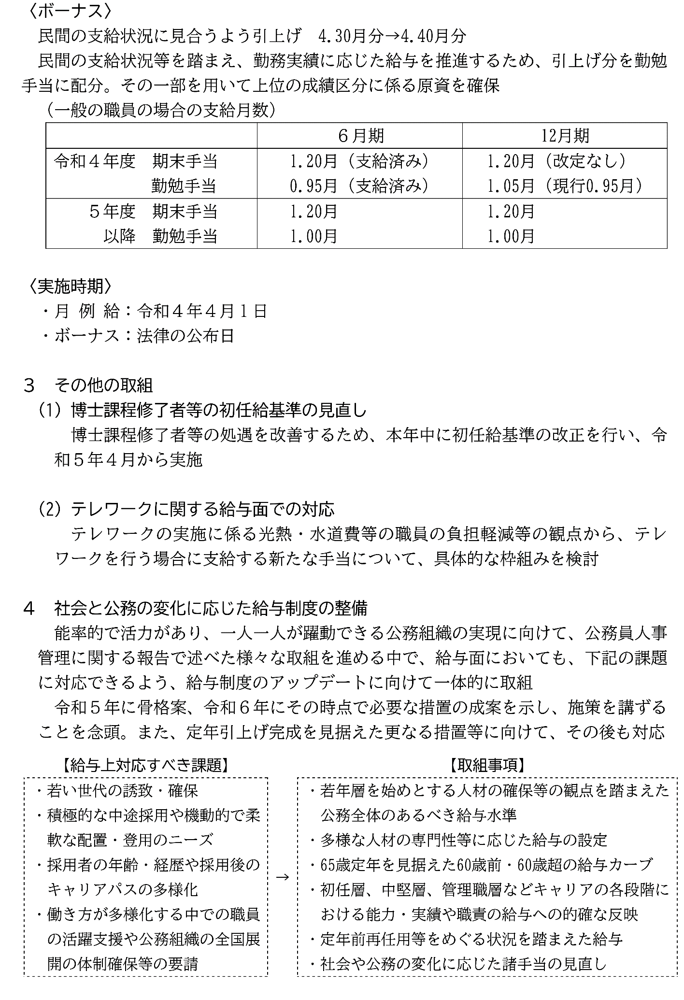 〈ボーナス〉
民間の支給状況に見合うよう引上げ　4.30月分→4.40月分
民間の支給状況等を踏まえ、勤務実績に応じた給与を推進するため、引上げ分を勤勉
手当に配分。その一部を用いて上位の成績区分に係る原資を確保
（一般の職員の場合の支給月数）
６月期　12月期
令和４年度　期末手当　1.20月（支給済み）　1.20月（改定なし）
勤勉手当　0.95月（支給済み）　1.05月（現行0.95月）
５年度　期末手当　1.20月　1.20月
以降　勤勉手当　1.00月　1.00月
〈実施時期〉
・月 例 給：令和４年４月１日
・ボーナス：法律の公布日
３　その他の取組
(1) 博士課程修了者等の初任給基準の見直し
博士課程修了者等の処遇を改善するため、本年中に初任給基準の改正を行い、令
和５年４月から実施
(2) テレワークに関する給与面での対応
テレワークの実施に係る光熱・水道費等の職員の負担軽減等の観点から、テレ
ワークを行う場合に支給する新たな手当について、具体的な枠組みを検討
４　社会と公務の変化に応じた給与制度の整備
能率的で活力があり、一人一人が躍動できる公務組織の実現に向けて、公務員人事
管理に関する報告で述べた様々な取組を進める中で、給与面においても、下記の課題
に対応できるよう、給与制度のアップデートに向けて一体的に取組
令和５年に骨格案、令和６年にその時点で必要な措置の成案を示し、施策を講ずる
ことを念頭。また、定年引上げ完成を見据えた更なる措置等に向けて、その後も対応
【給与上対応すべき課題】
・若い世代の誘致・確保
・積極的な中途採用や機動的で柔
軟な配置・登用のニーズ
・採用者の年齢・経歴や採用後の
キャリアパスの多様化
・働き方が多様化する中での職員
の活躍支援や公務組織の全国展
開の体制確保等の要請
→
【取組事項】
・若年層を始めとする人材の確保等の観点を踏まえた
公務全体のあるべき給与水準
・多様な人材の専門性等に応じた給与の設定
・65歳定年を見据えた60歳前・60歳超の給与カーブ
・初任層、中堅層、管理職層などキャリアの各段階に
おける能力・実績や職責の給与への的確な反映
・定年前再任用等をめぐる状況を踏まえた給与
・社会や公務の変化に応じた諸手当の見直し